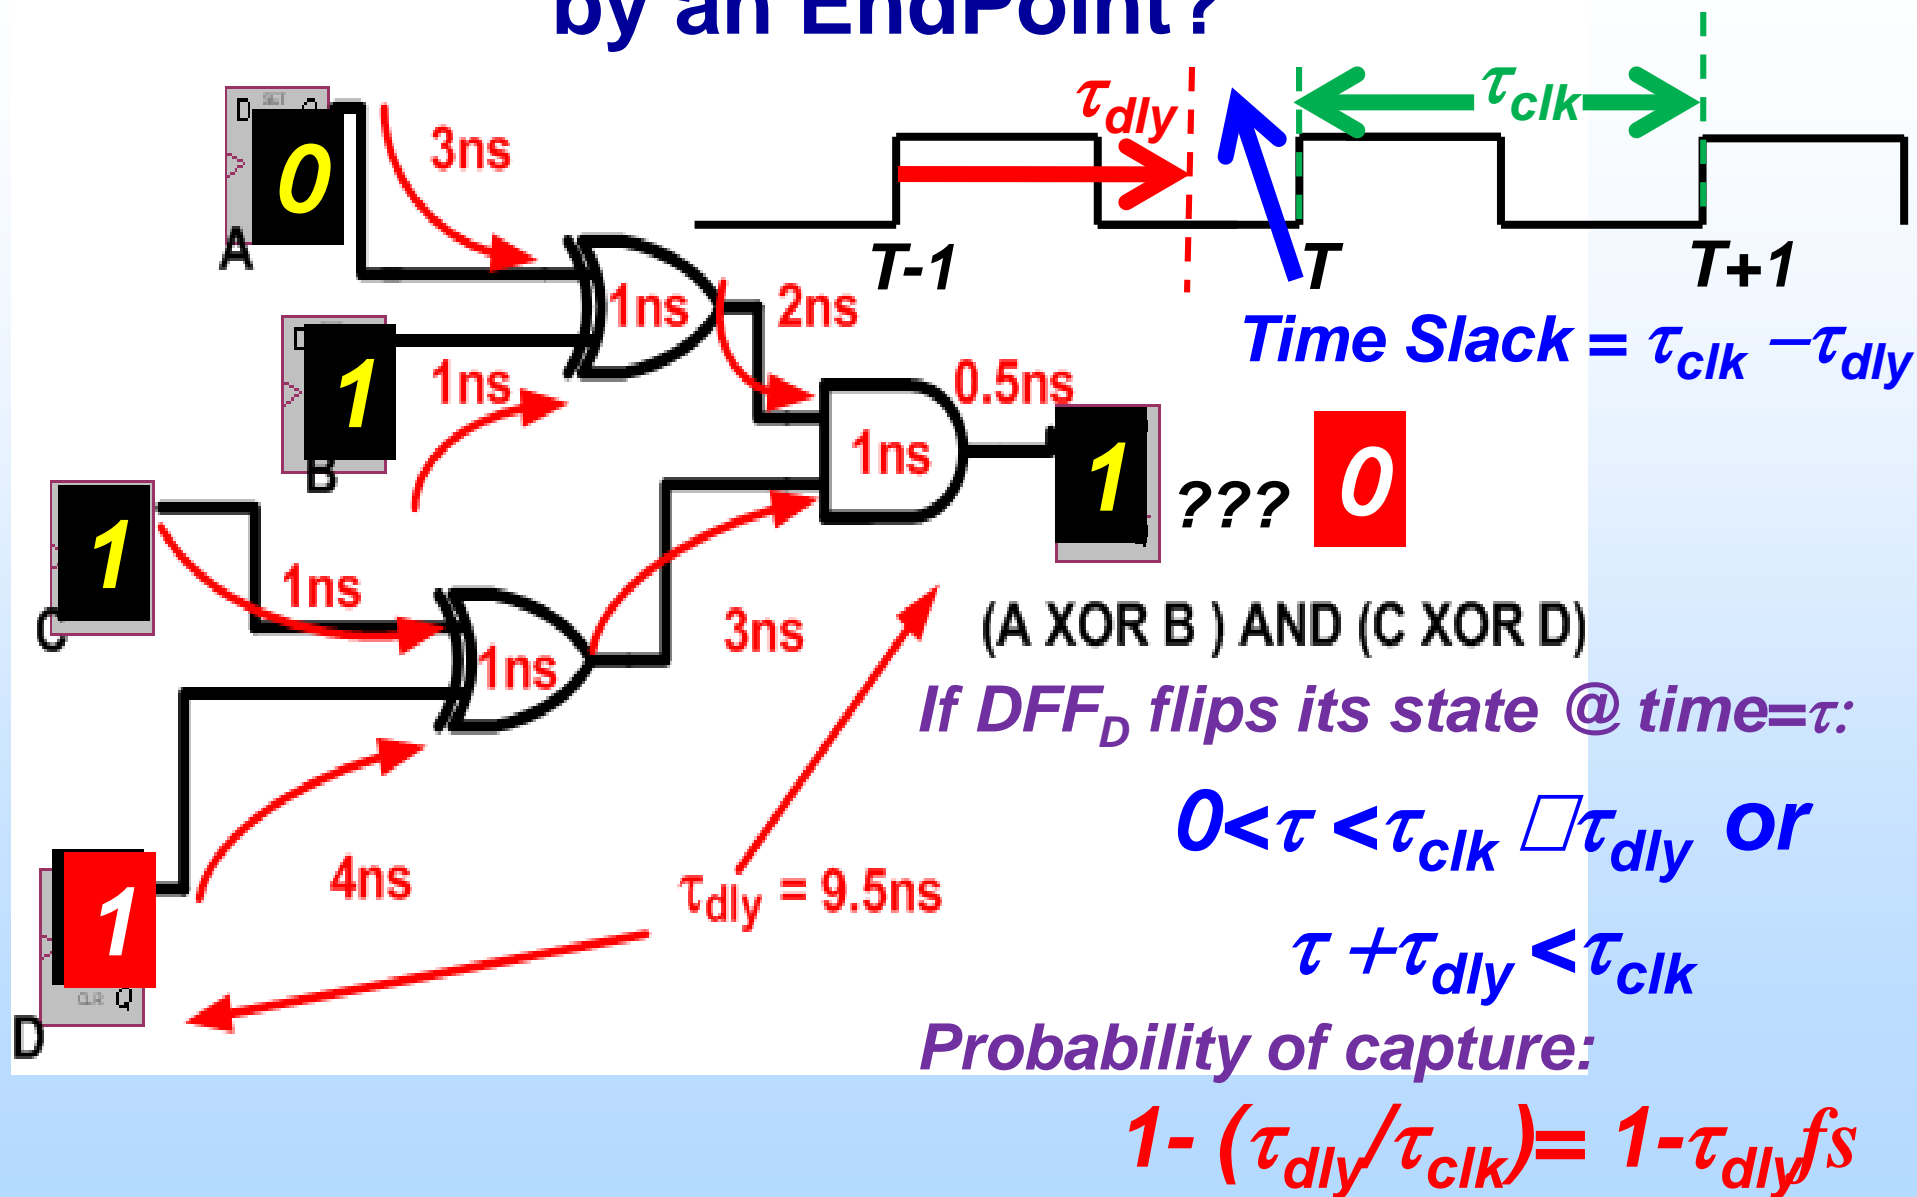 by an EndPoint?
D SET Q
0
A
3ns
τdly
τclk
T-1
T
T+1
Time Slack = τclk −τdly
1ns
2ns
D
1
B
1ns
0.5ns
1ns
1
???
0
1
C
1ns
1ns
3ns
(A XOR B ) AND (C XOR D)
If DFFD flips its state @ time=τ:
0<τ <τclk □τdly or
4ns
τdly = 9.5ns
1
CLR Q
D
τ +τdly <τclk
Probability of capture:
1- (τdly/τclk)= 1-τdlyfs